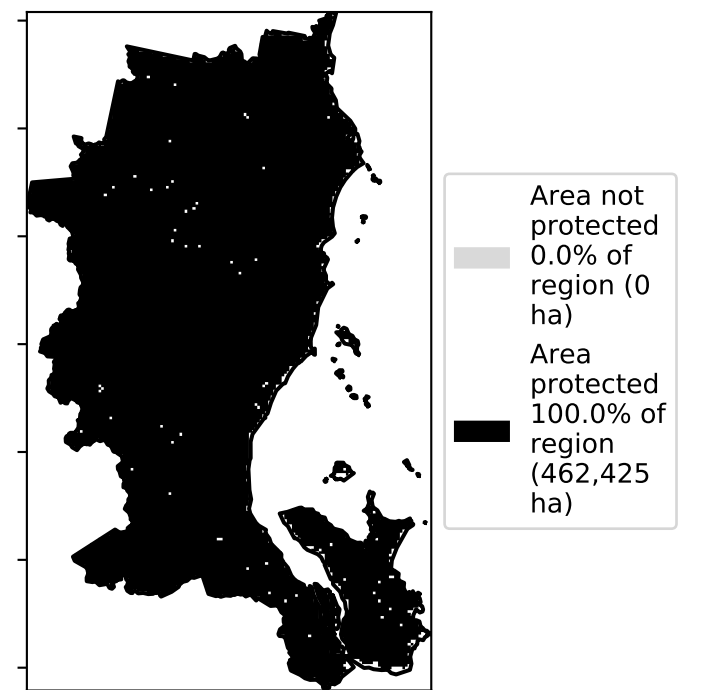 Area not
protected
0.0% of
region (0
ha)
Area
protected
100.0% of
region
(462,425
ha)